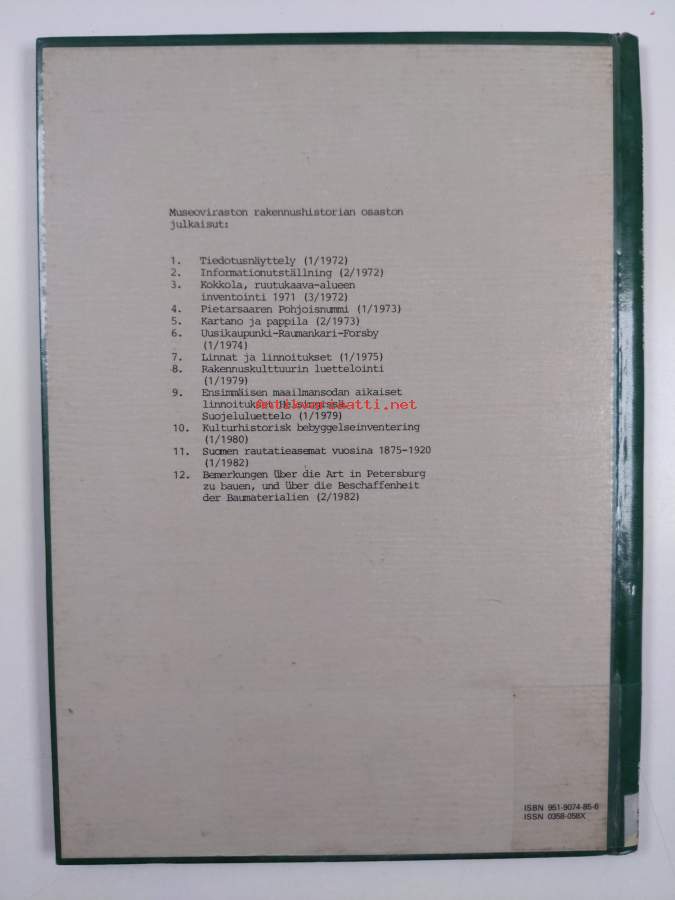 Museoviraston rakennushistorian osaston
julkaisut:
1. Tiedotusnäyttely (1/1972)
2. Informationutställning (2/1972)
3. Kokkola, ruutukaava-alueen
inventointi 1971 (3/1972)
4. Pietarsaaren Pohjoisnummi (1/1973)
5. Kartano ja pappila (2/1973)
6. Uusikaupunki-Raumankari-Forsby
(1/1974)
7. Linnat ja linnoitukset (1/1975)
8. Rakennuskulttuurin luettelointi
(1/1979)
9. Ensimmäisen maailmansodan aikaiset
linnoitukset Helsingissä
Antikvariaatti.net
Suojeluluettelo (1/1979)
10. Kulturhistorisk bebyggelseinventering
(1/1980)
11. Suomen rautatieasemat vuosina 1875-1920
(1/1982)
12. Bemerkungen Über die Art in Petersburg
zu bauen, und Über die Beschaffenheit
der Baumaterialien (2/1982)
ISBN 951-9074-85-6
ISSN 0358-058X